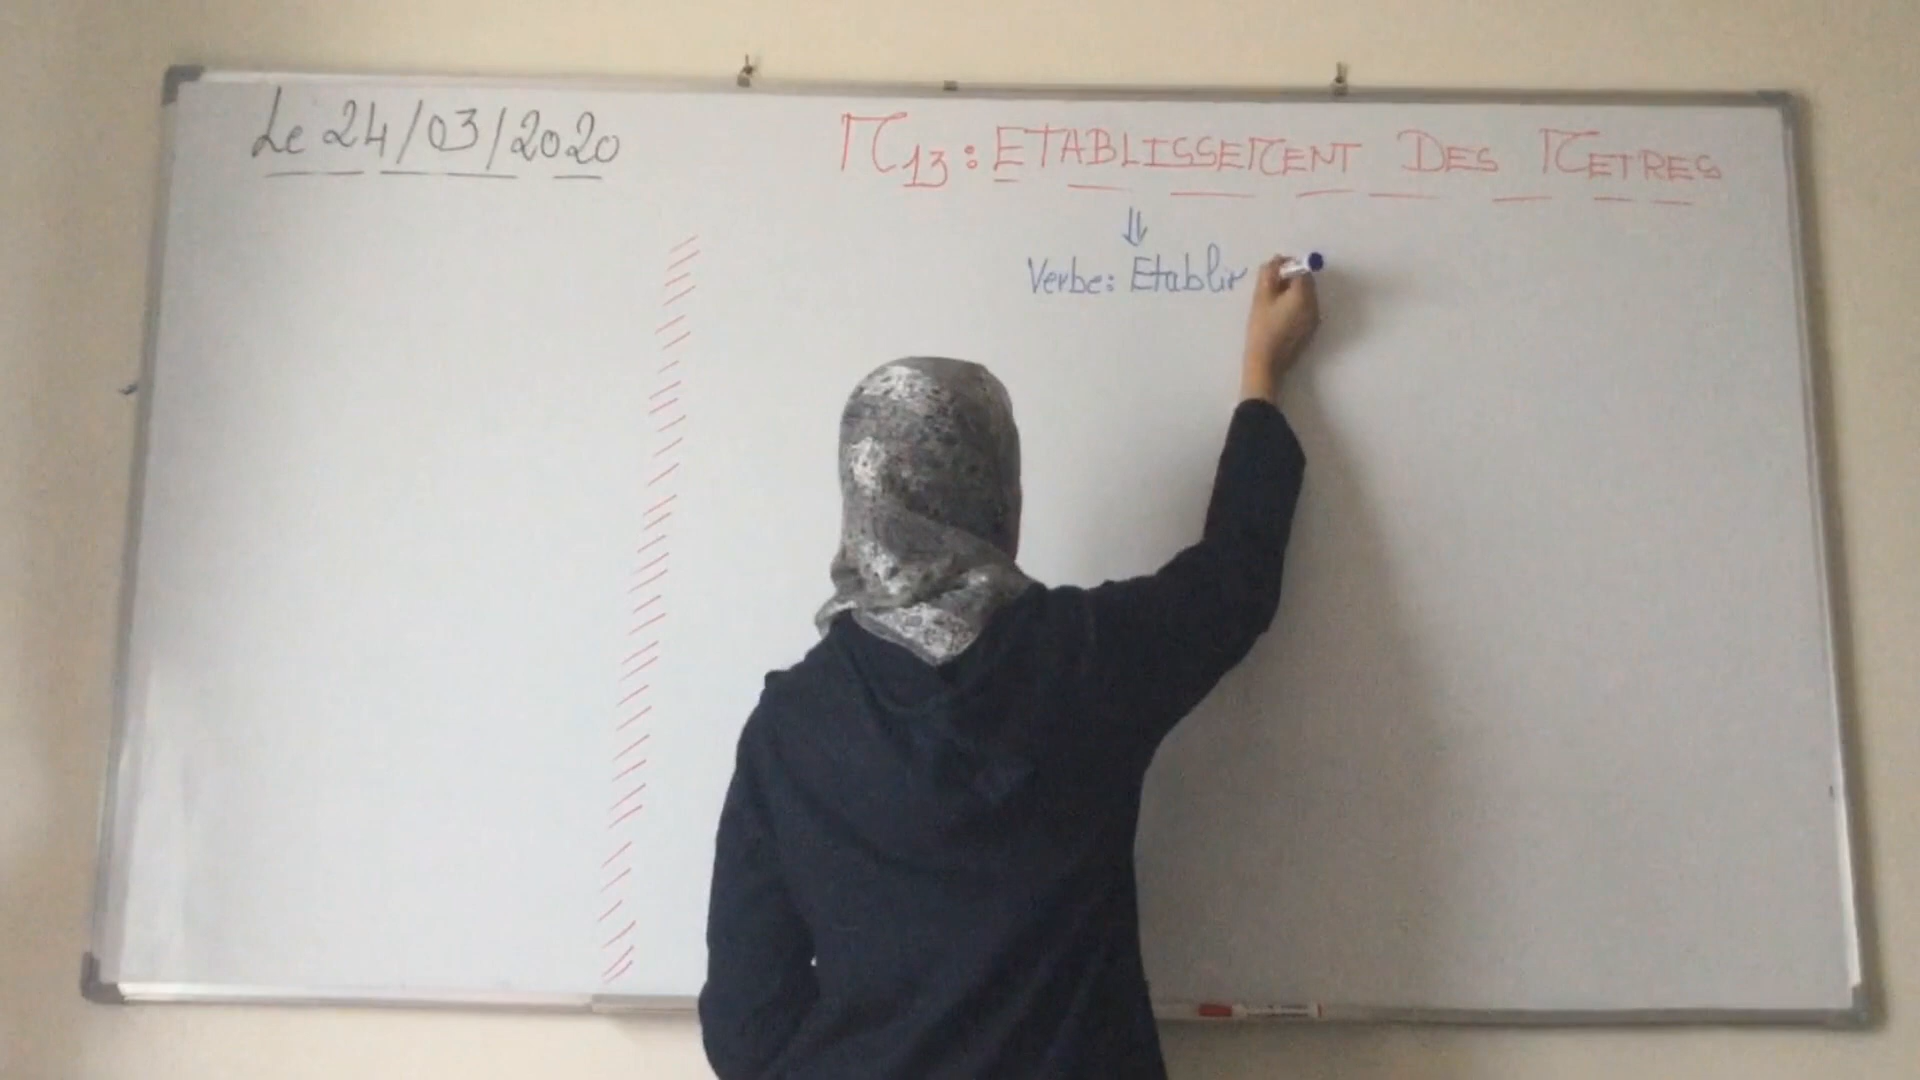 Le 24/03/2020
M13: ETABLISSEMENT DES METRES
⇓
Verbe: Etablir